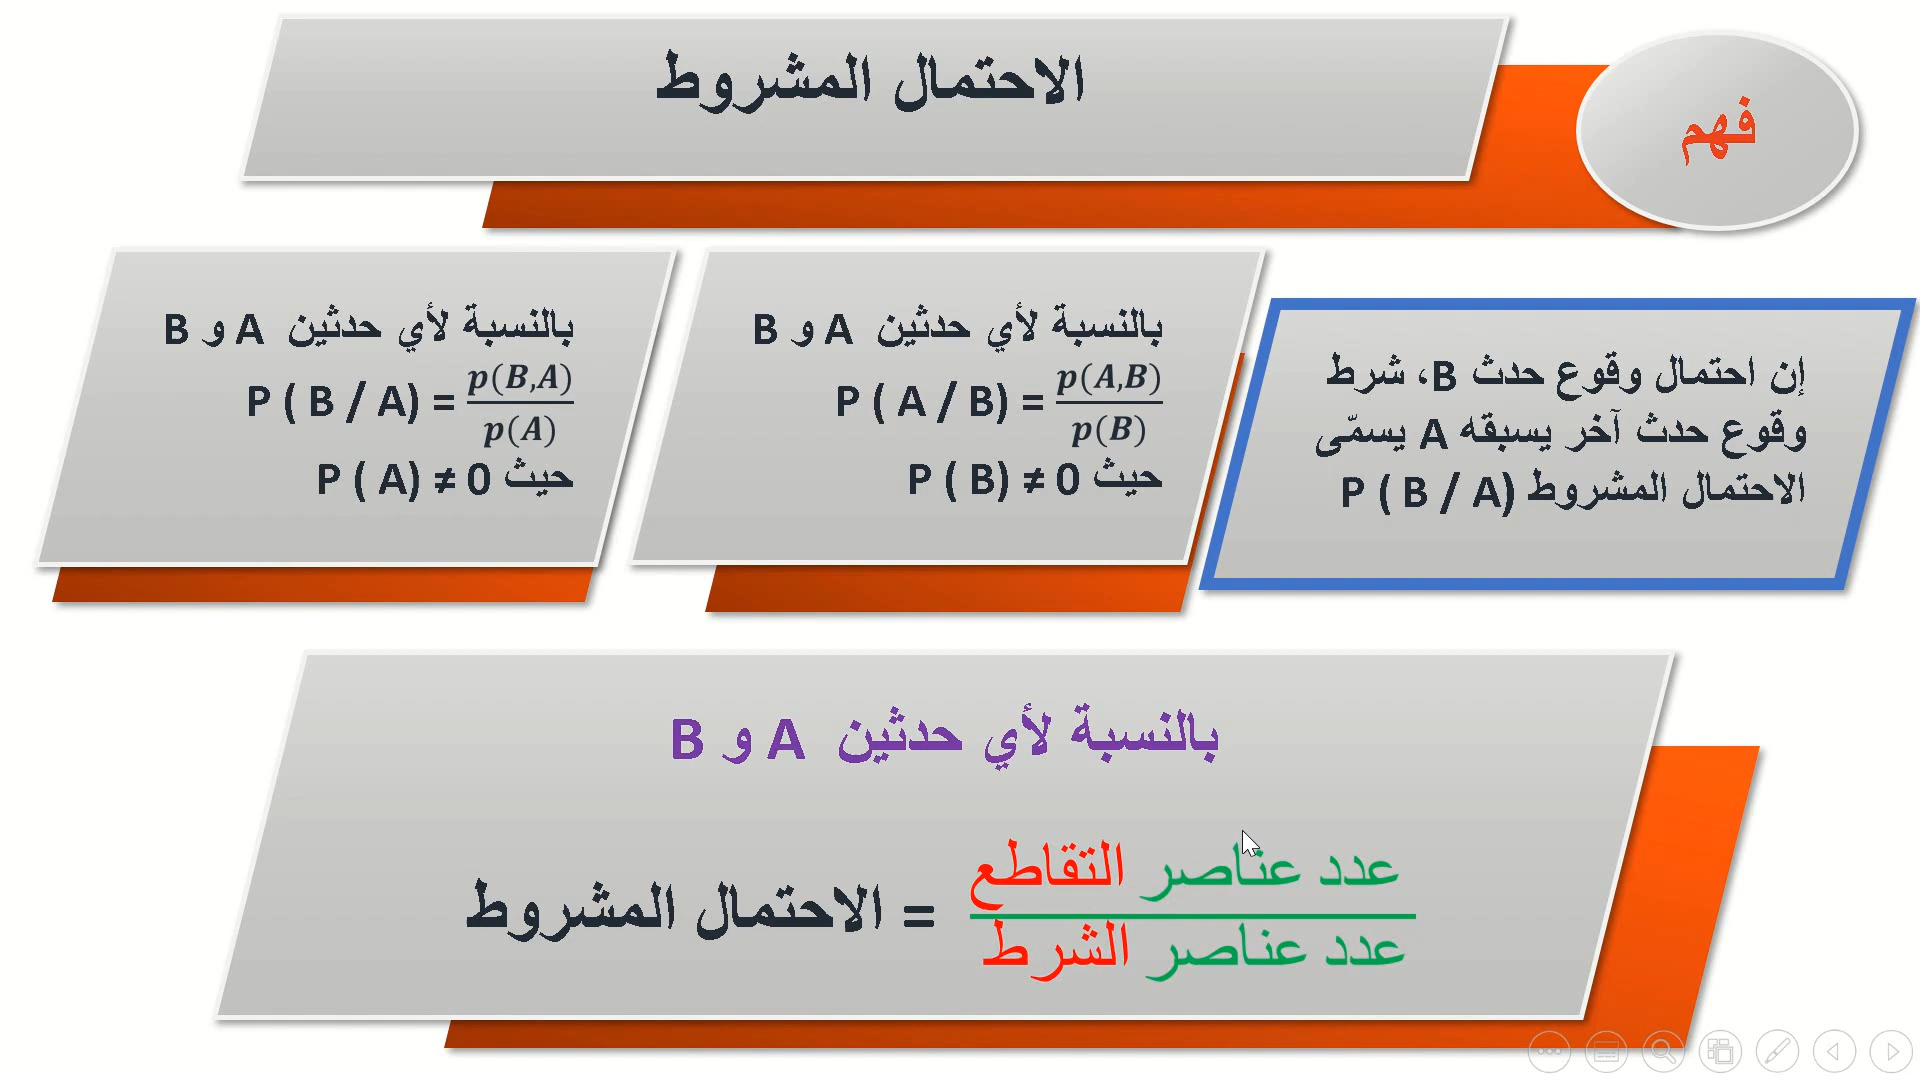 الاحتمال المشروط
فهم
إن احتمال وقوع حدث B، شرط
وقوع حدث آخر يسبقه A يسمّى
الاحتمال المشروط P ( B / A)
بالنسبة لأي حدثين A و B
P ( A / B) = p(A,B) / p(B)
حيث P ( B) ≠ 0
بالنسبة لأي حدثين A و B
P ( B / A) = p(B,A) / p(A)
حيث P ( A) ≠ 0
بالنسبة لأي حدثين A و B
الاحتمال المشروط =
عدد عناصر التقاطع
عدد عناصر الشرط